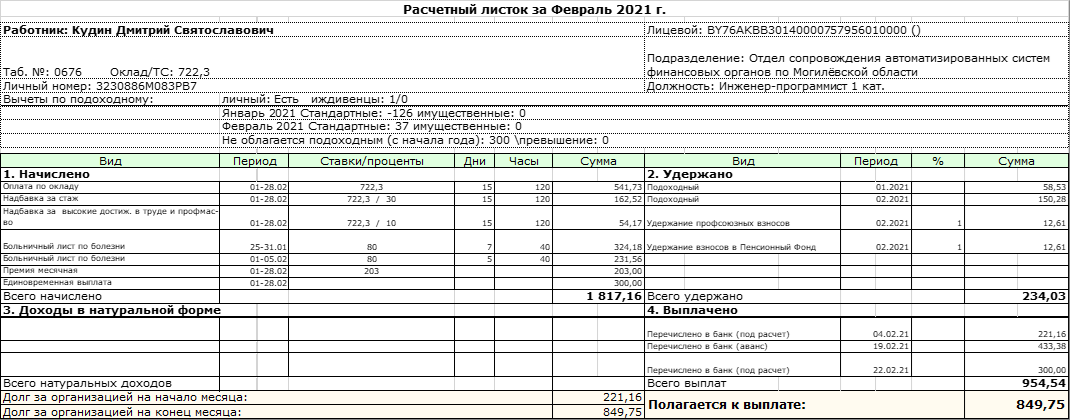 Расчетный листок за Февраль 2021 г.
Работник: Кудин Дмитрий Святославович Лицевой: BY76AKBB30140000757956010000 ()
Таб. №: 0676 Оклад/ТС: 722,3 Подразделение: Отдел сопровождения автоматизированных систем
финансовых органов по Могилёвской области
Личный номер: 3230886М083РВ7 Должность: Инженер-программист 1 кат.
Вычеты по подоходному: личный: Есть иждивенцы: 1/0
Январь 2021 Стандартные: -126 имущественные: 0
Февраль 2021 Стандартные: 37 имущественные: 0
Не облагается подоходным (с начала года): 300 \превышение: 0
Вид Период Ставки/проценты Дни Часы Сумма Вид Период % Сумма
1. Начислено 2. Удержано
Оплата по окладу 01-28.02 722,3 15 120 541,73 Подоходный 01.2021 58,53
Надбавка за стаж 01-28.02 722,3 / 30 15 120 162,52 Подоходный 02.2021 150,28
Надбавка за высокие достиж. в труде и профмас-
во 01-28.02 722,3 / 10 15 120 54,17 Удержание профсоюзных взносов 02.2021 1 12,61
Больничный лист по болезни 25-31.01 80 7 40 324,18 Удержание взносов в Пенсионный Фонд 02.2021 1 12,61
Больничный лист по болезни 01-05.02 80 5 40 231,56
Премия месячная 01-28.02 203 203,00
Единовременная выплата 01-28.02 300,00
Всего начислено 1 817,16 Всего удержано 234,03
3. Доходы в натуральной форме 4. Выплачено
Перечислено в банк (под расчет) 04.02.21 221,16
Перечислено в банк (аванс) 19.02.21 433,38
Перечислено в банк (под расчет) 22.02.21 300,00
Всего натуральных доходов Всего выплат 954,54
Долг за организацией на начало месяца: 221,16 Полагается к выплате: 849,75
Долг за организацией на конец месяца: 849,75